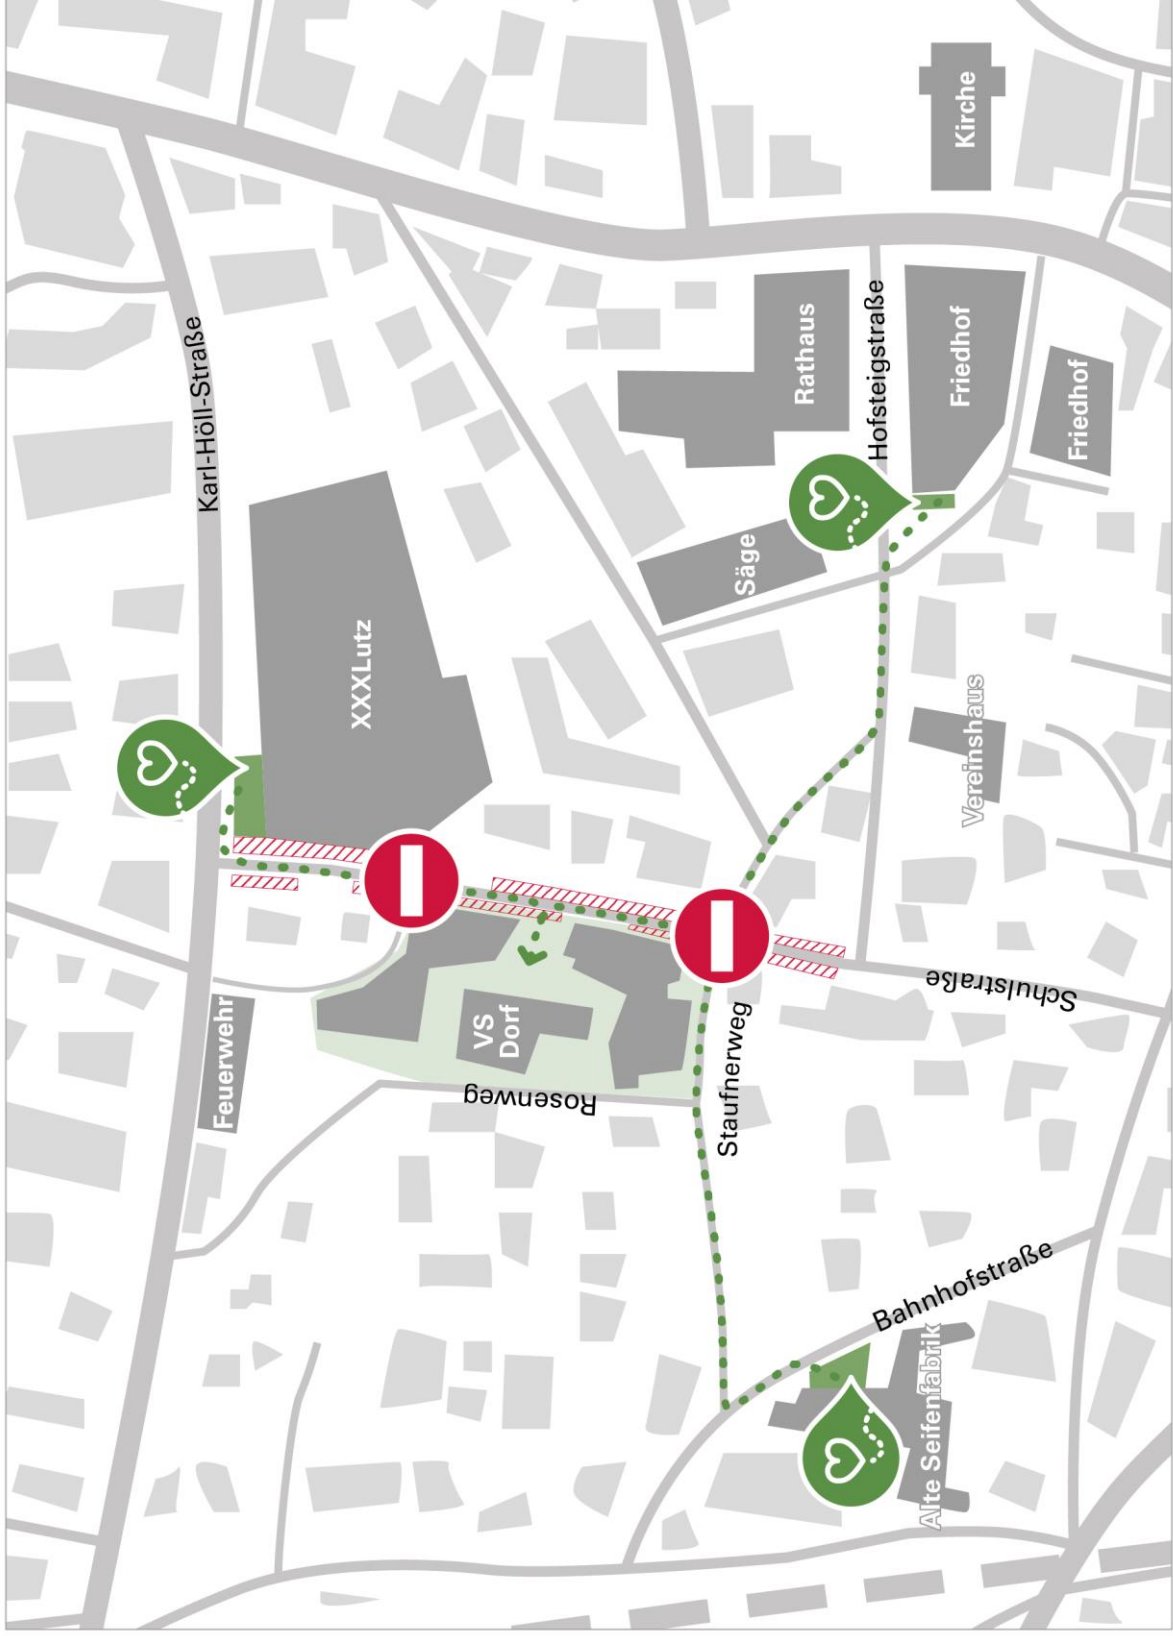 Kirche
Karl-Höll-Straße
Rathaus
Hofsteigstraße
Friedhof
Friedhof
Säge
XXXLutz
Vereinshaus
Feuerwehr
VS
Dorf
Rosenweg
Staufnerweg
Schulstraße
Bahnhofstraße
Alte Seifenfabrik